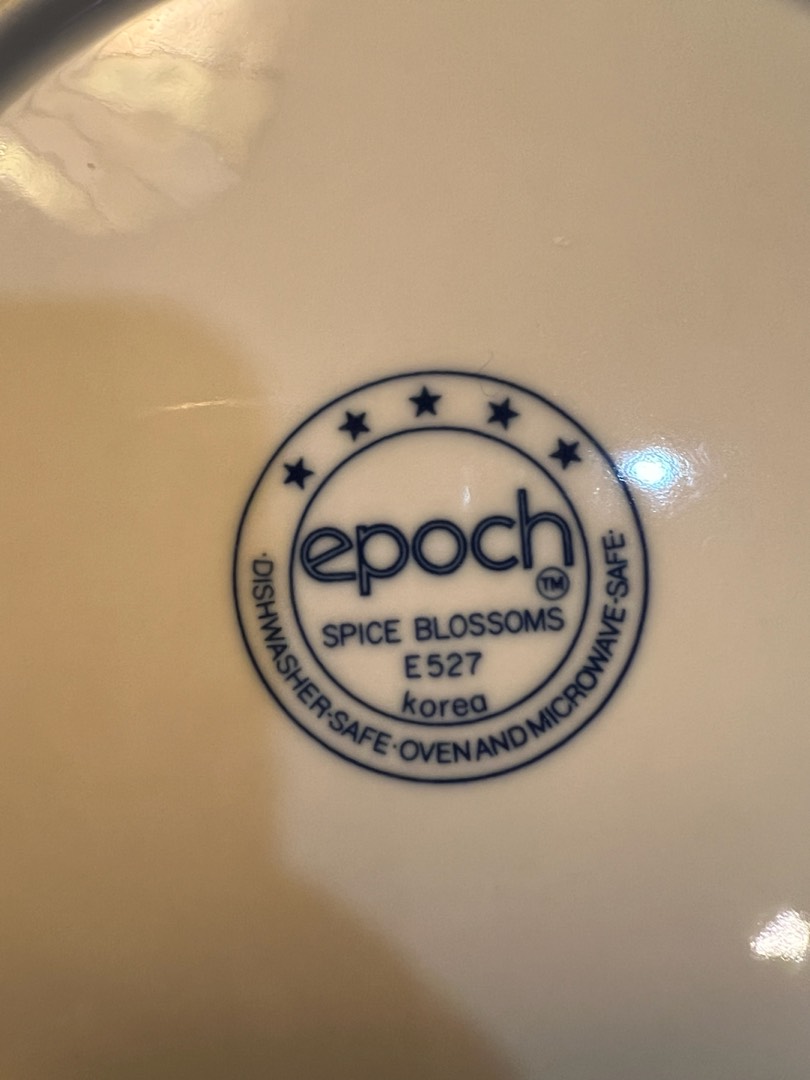 epoch
TM
SPICE BLOSSOMS
E527
korea
·DISHWASHER-SAFE·OVEN AND MICROWAVE-SAFE·